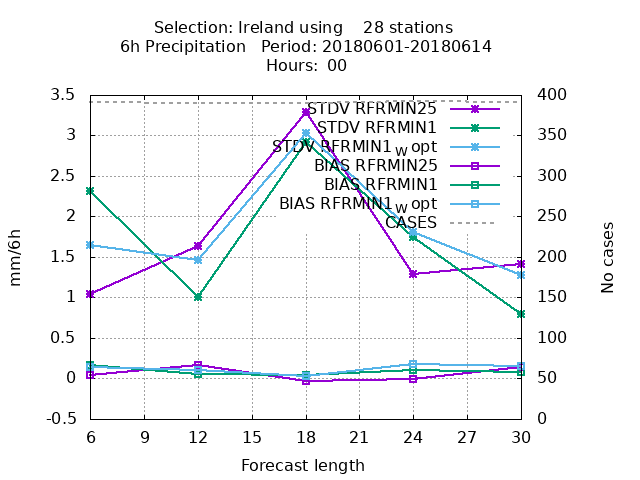 Selection: Ireland using    28 stations
6h Precipitation   Period: 20180601-20180614
Hours:  00
3.5
3
2.5
2
1.5
1
0.5
0
-0.5
mm/6h
STDV RFRMIN25
STDV RFRMIN1
STDV RFRMIN1_W opt
BIAS RFRMIN25
BIAS RFRMIN1
BIAS RFRMIN1_W opt
CASES
400
350
300
250
200
150
100
50
0
No cases
6 9 12 15 18 21 24 27 30
Forecast length